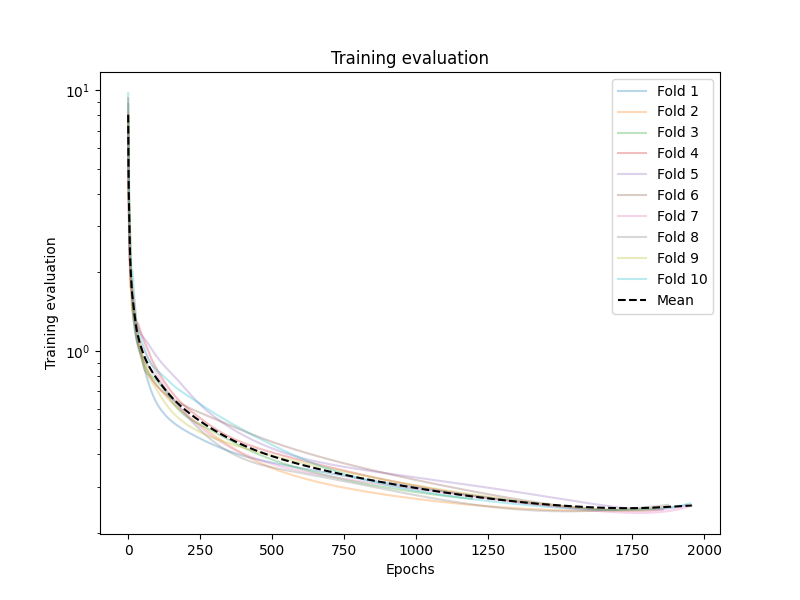 Training evaluation
Training evaluation
10¹
10⁰
0 250 500 750 1000 1250 1500 1750 2000
Epochs
Fold 1
Fold 2
Fold 3
Fold 4
Fold 5
Fold 6
Fold 7
Fold 8
Fold 9
Fold 10
Mean